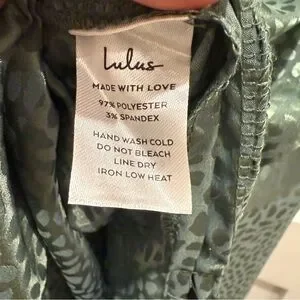 Lulus
MADE WITH LOVE
97% POLYESTER
3% SPANDEX
HAND WASH COLD
DO NOT BLEACH
LINE DRY
IRON LOW HEAT